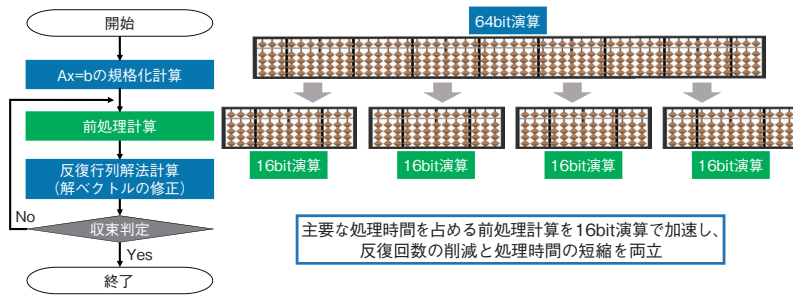 開始
Ax=bの規格化計算
前処理計算
反復行列解法計算
(解ベクトルの修正)
No
収束判定
Yes
終了
64bit演算
16bit演算
16bit演算
16bit演算
16bit演算
主要な処理時間を占める前処理計算を16bit演算で加速し、
反復回数の削減と処理時間の短縮を両立